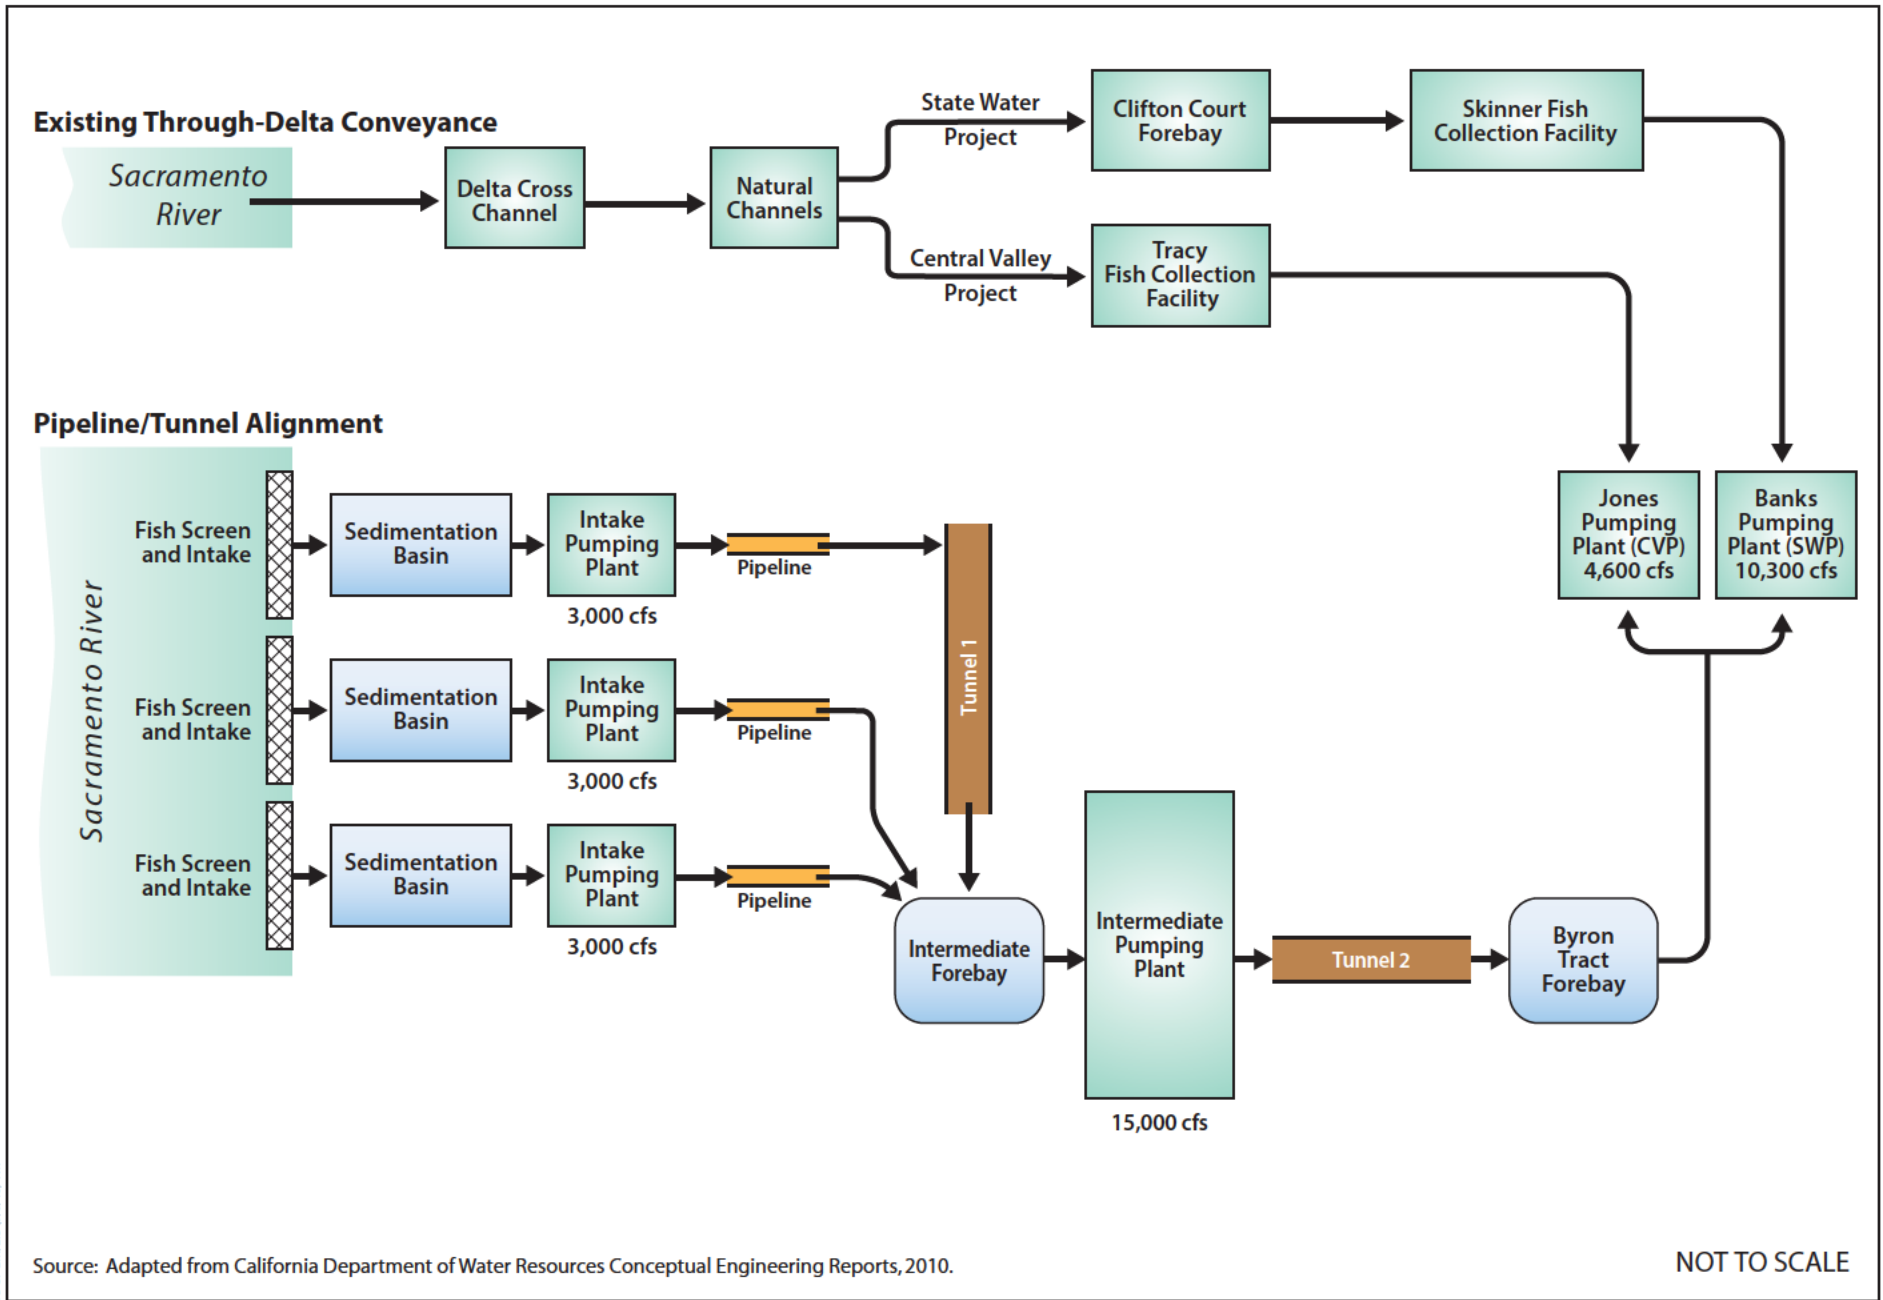 Existing Through-Delta Conveyance
Sacramento
River
Delta Cross
Channel
Natural
Channels
State Water
Project
Central Valley
Project
Clifton Court
Forebay
Skinner Fish
Collection Facility
Tracy
Fish Collection
Facility
Jones
Pumping
Plant (CVP)
4,600 cfs
Banks
Pumping
Plant (SWP)
10,300 cfs
Pipeline/Tunnel Alignment
Sacramento River
Fish Screen
and Intake
Sedimentation
Basin
Intake
Pumping
Plant
3,000 cfs
Pipeline
Tunnel 1
Fish Screen
and Intake
Sedimentation
Basin
Intake
Pumping
Plant
3,000 cfs
Pipeline
Fish Screen
and Intake
Sedimentation
Basin
Intake
Pumping
Plant
3,000 cfs
Pipeline
Intermediate
Forebay
Intermediate
Pumping
Plant
15,000 cfs
Tunnel 2
Byron
Tract
Forebay
Source: Adapted from California Department of Water Resources Conceptual Engineering Reports, 2010.
NOT TO SCALE